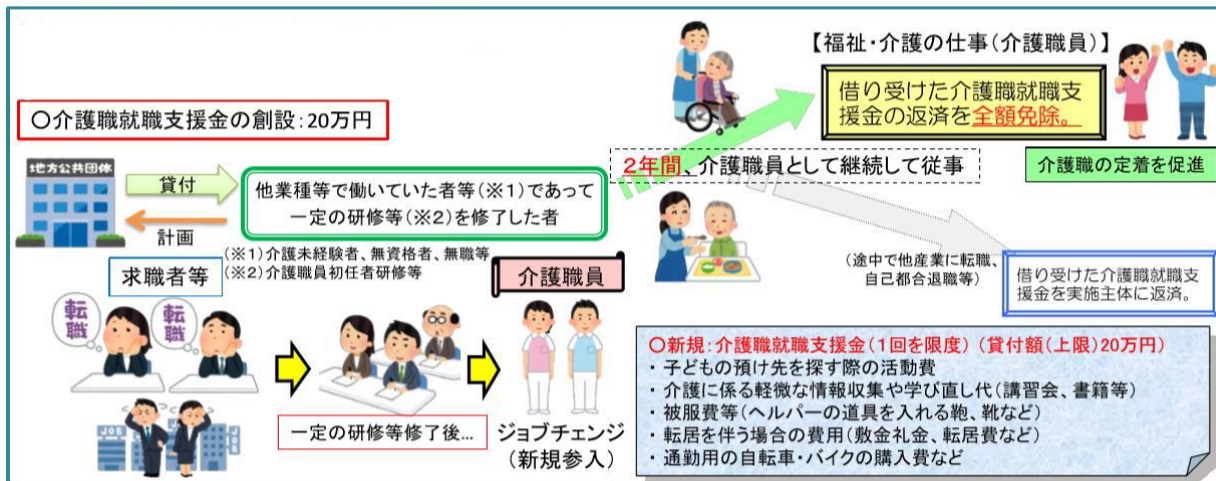 〇介護職就職支援金の創設：20万円
地方公共団体
貸付
計画
他業種等で働いていた者等（※1）であって
一定の研修等（※2）を修了した者
（※1）介護未経験者、無資格者、無職等
（※2）介護職員初任者研修等
求職者等
転職
転職
JOB
JOB
一定の研修等修了後…
介護職員
ジョブチェンジ
（新規参入）
【福祉・介護の仕事（介護職員）】
借り受けた介護職就職支
援金の返済を全額免除。
2年間、介護職員として継続して従事
介護職の定着を促進
（途中で他産業に転職、
自己都合退職等）
借り受けた介護職就職支
援金を実施主体に返済。
〇新規：介護職就職支援金（1回を限度）（貸付額（上限）20万円）
・ 子どもの預け先を探す際の活動費
・ 介護に係る軽微な情報収集や学び直し代（講習会、書籍等）
・ 被服費等（ヘルパーの道具を入れる鞄、靴など）
・ 転居を伴う場合の費用（敷金礼金、転居費など）
・ 通勤用の自転車・バイクの購入費など